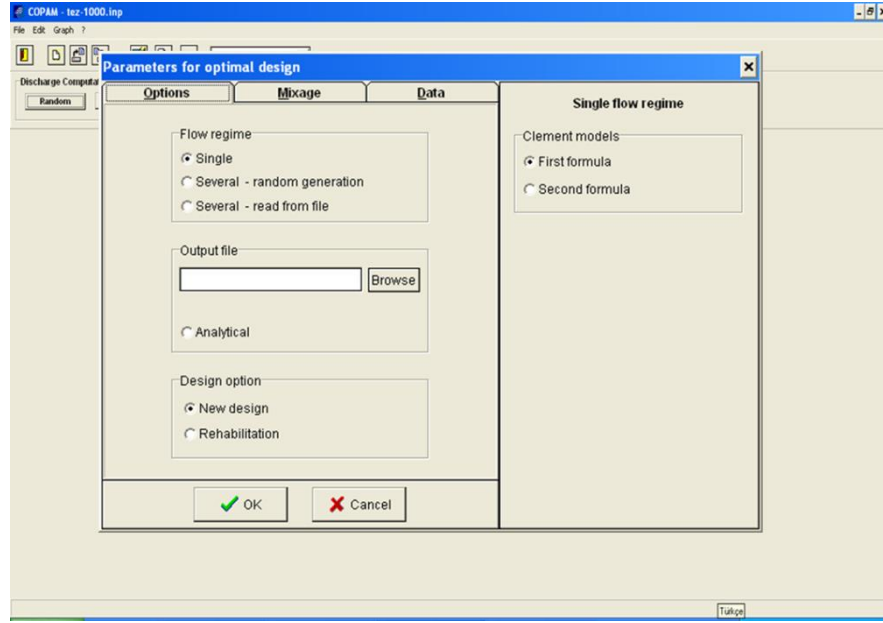 COPAM - tez-1000.inp
File Edit Graph ?
Discharge Computa
Random
Parameters for optimal design
Options Mixage Data
Flow regime
Single
Several - random generation
Several - read from file
Output file
Browse
Analytical
Design option
New design
Rehabilitation
OK Cancel
Single flow regime
Clement models
First formula
Second formula
Türkçe